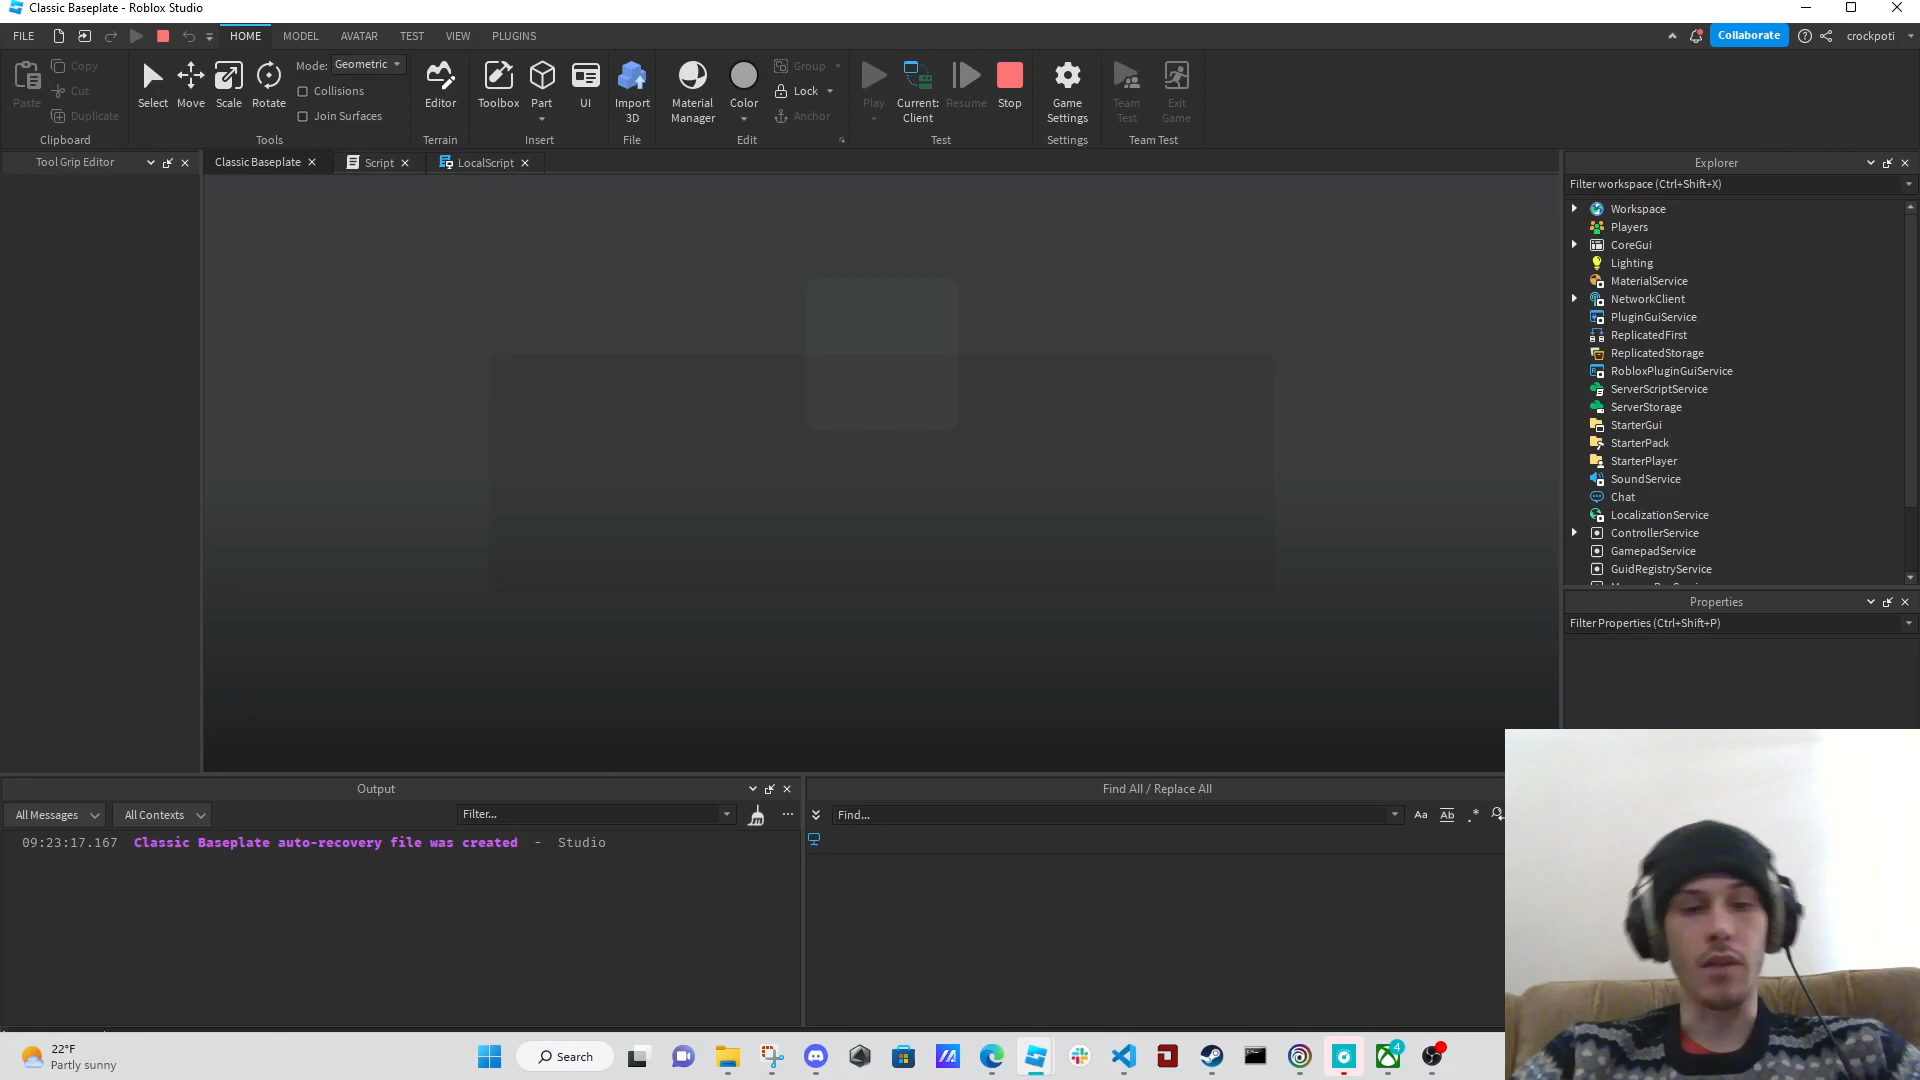 Classic Baseplate - Roblox Studio
FILE HOME MODEL AVATAR TEST VIEW PLUGINS Collaborate crockpoti
Paste Copy Cut Duplicate Clipboard
Select Move Scale Rotate Mode: Geometric Collisions Join Surfaces Tools
Editor Terrain
Toolbox Part UI Insert
Import 3D File
Material Manager Color Group Lock Anchor Edit
Play Current: Client Resume Stop Test
Game Settings Settings
Team Test Exit Game Team Test
Tool Grip Editor
Classic Baseplate Script LocalScript
Explorer
Filter workspace (Ctrl+Shift+X)
Workspace
Players
CoreGui
Lighting
MaterialService
NetworkClient
PluginGuiService
ReplicatedFirst
ReplicatedStorage
RobloxPluginGuiService
ServerScriptService
ServerStorage
StarterGui
StarterPack
StarterPlayer
SoundService
Chat
LocalizationService
ControllerService
GamepadService
GuidRegistryService
Properties
Filter Properties (Ctrl+Shift+P)
Output
All Messages All Contexts Filter...
09:23:17.167 Classic Baseplate auto-recovery file was created - Studio
Find All / Replace All
Find... Aa Ab .*
22°F
Partly sunny
Search
4